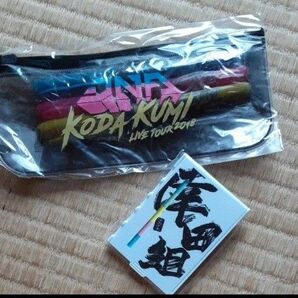 DNA
KODA KUMI
LIVE TOUR 2018
倖田組